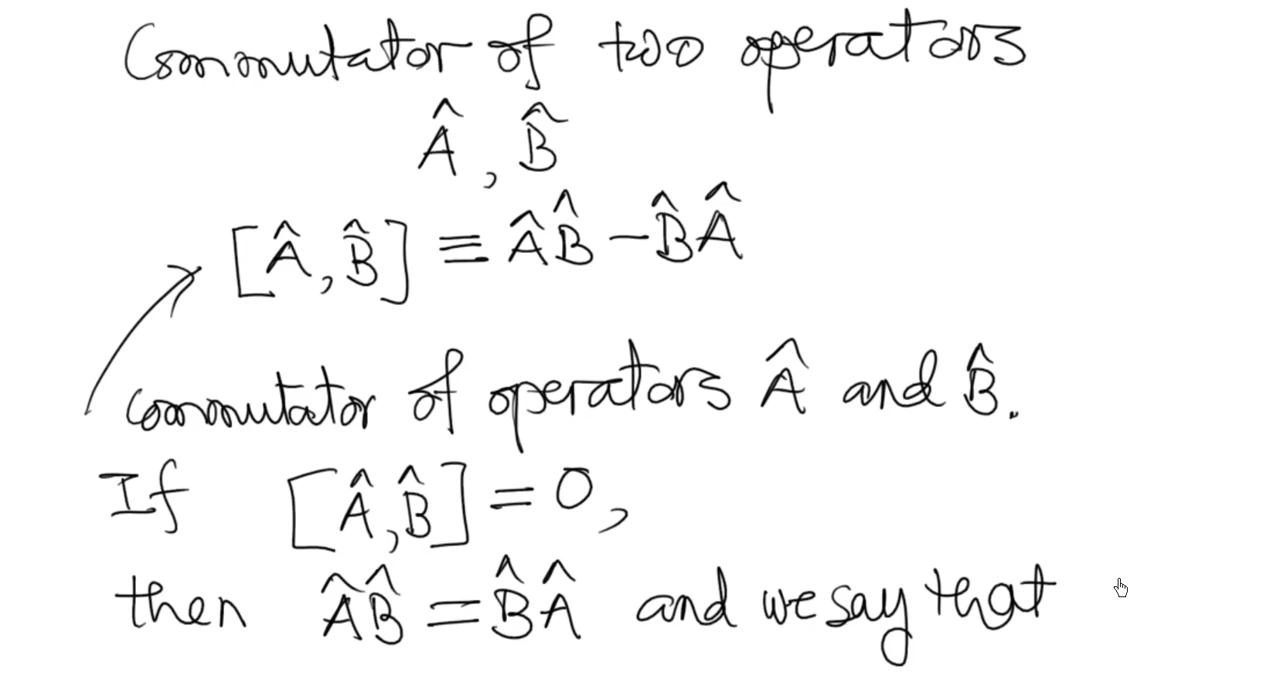 Commutator of two operators
Â, B̂
[Â, B̂] ≡ ÂB̂ - B̂Â
commutator of operators Â and B̂.
If [Â, B̂] = 0,
then ÂB̂ = B̂Â and we say that